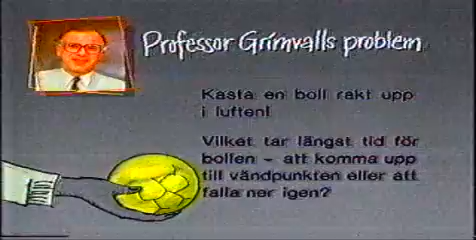 Professor Grimvalls problem
Kasta en boll rakt upp
i luften!
Vilket tar längst tid för
bollen - att komma upp
till vändpunkten eller att
falla ner igen?